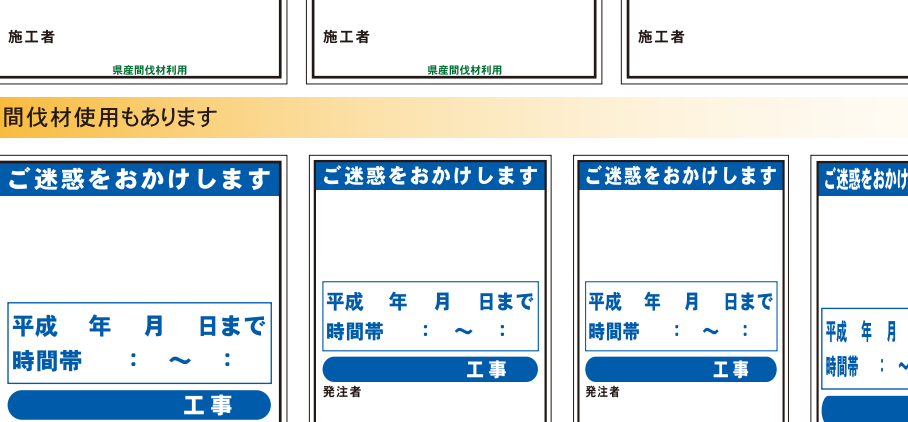 施工者
県産間伐材利用
施工者
県産間伐材利用
施工者
間伐材使用もあります
ご迷惑をおかけします
平成 年 月 日まで
時間帯 : ～ :
工事
ご迷惑をおかけします
平成 年 月 日まで
時間帯 : ～ :
工事
発注者
ご迷惑をおかけします
平成 年 月 日まで
時間帯 : ～ :
工事
発注者
ご迷惑をおかけ
平成 年 月
時間帯 : ～